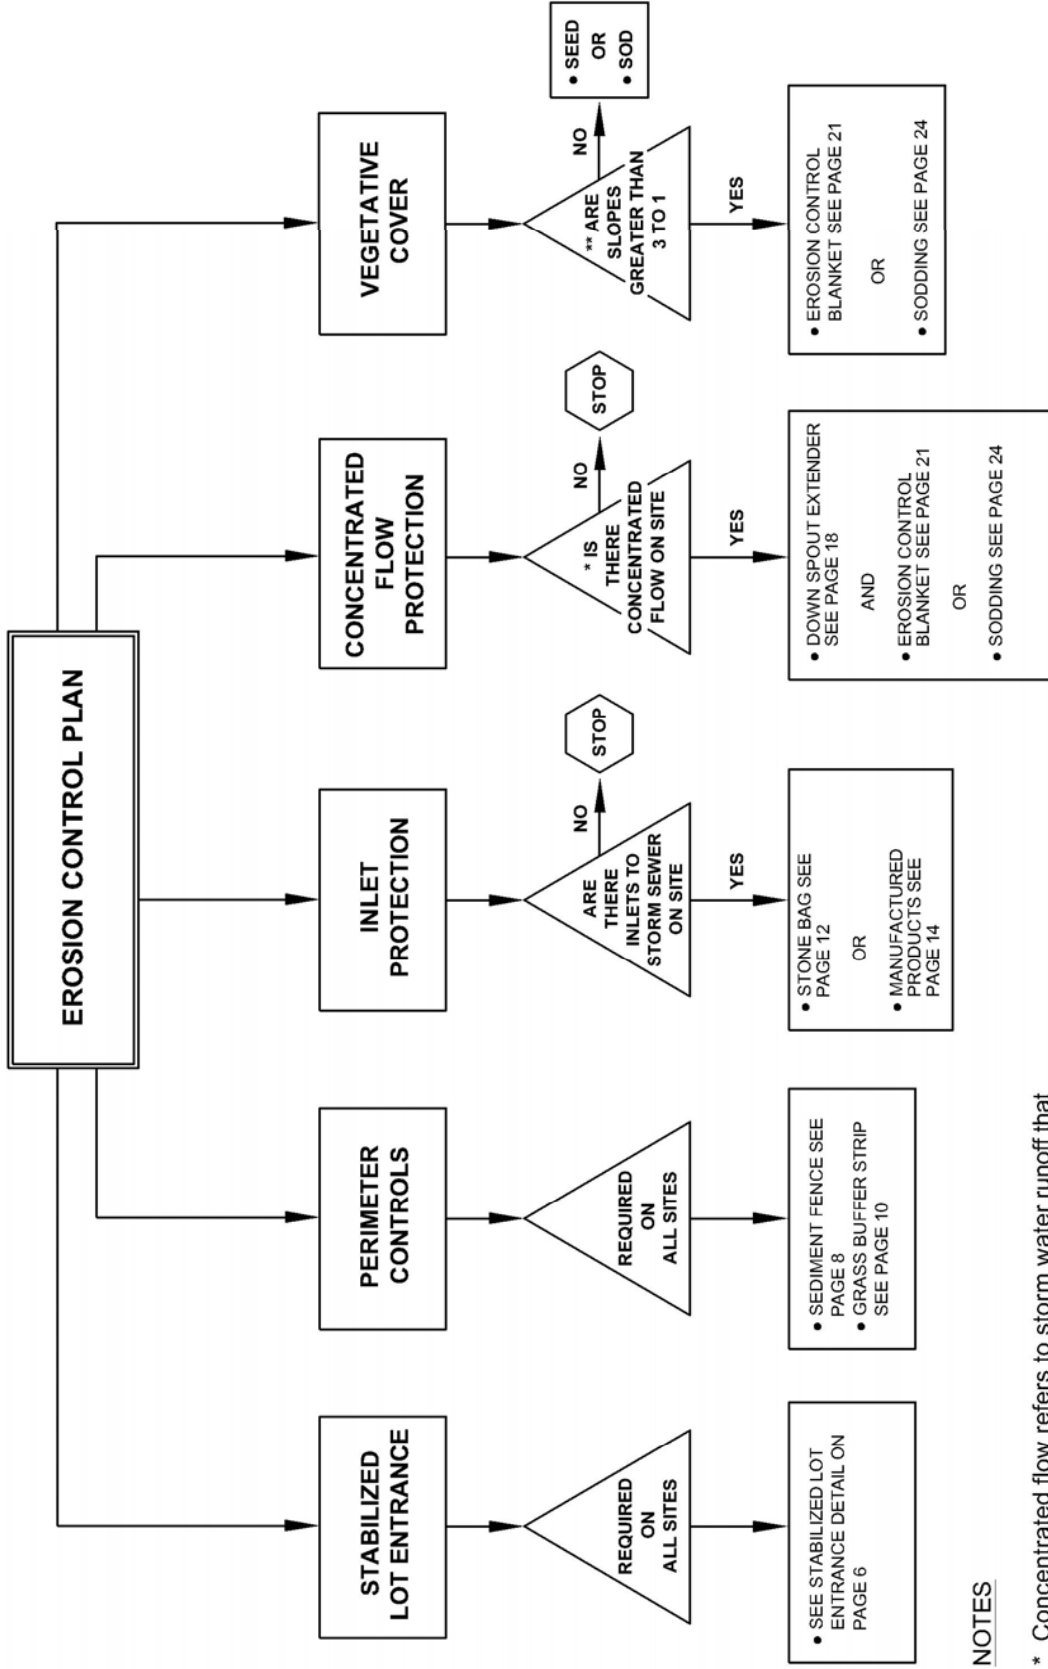 EROSION CONTROL PLAN
STABILIZED
LOT ENTRANCE
REQUIRED
ON
ALL SITES
• SEE STABILIZED LOT
ENTRANCE DETAIL ON
PAGE 6
PERIMETER
CONTROLS
REQUIRED
ON
ALL SITES
• SEDIMENT FENCE SEE
PAGE 8
• GRASS BUFFER STRIP
SEE PAGE 10
INLET
PROTECTION
ARE
THERE
INLETS TO
STORM SEWER
ON SITE
NO
STOP
YES
• STONE BAG SEE
PAGE 12
OR
• MANUFACTURED
PRODUCTS SEE
PAGE 14
CONCENTRATED
FLOW
PROTECTION
* IS
THERE
CONCENTRATED
FLOW ON SITE
NO
STOP
YES
• DOWN SPOUT EXTENDER
SEE PAGE 18
AND
• EROSION CONTROL
BLANKET SEE PAGE 21
OR
• SODDING SEE PAGE 24
VEGETATIVE
COVER
** ARE
SLOPES
GREATER THAN
3 TO 1
NO
• SEED
OR
• SOD
YES
• EROSION CONTROL
BLANKET SEE PAGE 21
OR
• SODDING SEE PAGE 24
NOTES
* Concentrated flow refers to storm water runoff that